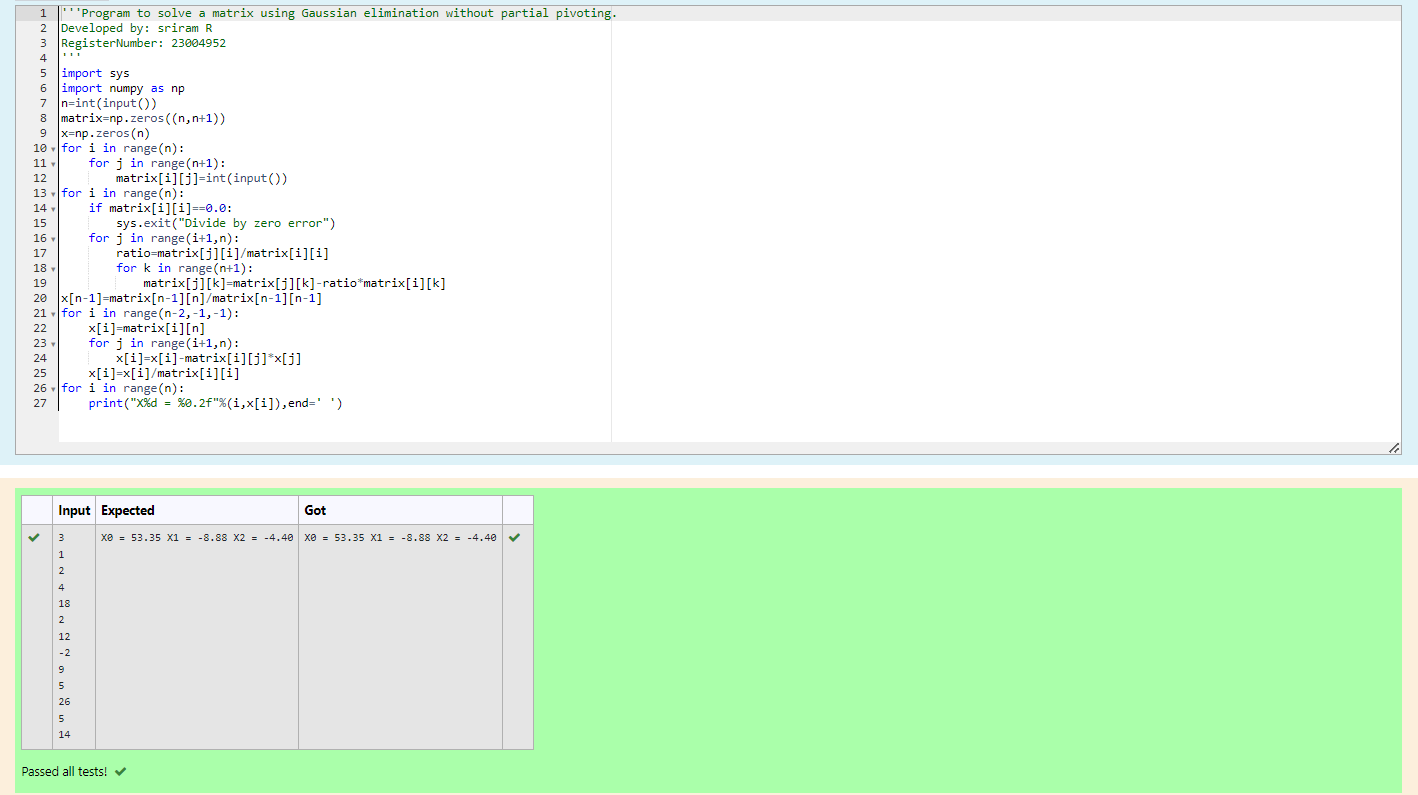 1 '''Program to solve a matrix using Gaussian elimination without partial pivoting.
2 Developed by: sriram R
3 RegisterNumber: 23004952
4 '''
5 import sys
6 import numpy as np
7 n=int(input())
8 matrix=np.zeros((n,n+1))
9 x=np.zeros(n)
10 for i in range(n):
11     for j in range(n+1):
12         matrix[i][j]=int(input())
13 for i in range(n):
14     if matrix[i][i]==0.0:
15         sys.exit("Divide by zero error")
16     for j in range(i+1,n):
17         ratio=matrix[j][i]/matrix[i][i]
18         for k in range(n+1):
19             matrix[j][k]=matrix[j][k]-ratio*matrix[i][k]
20 x[n-1]=matrix[n-1][n]/matrix[n-1][n-1]
21 for i in range(n-2,-1,-1):
22     x[i]=matrix[i][n]
23     for j in range(i+1,n):
24         x[i]=x[i]-matrix[i][j]*x[j]
25     x[i]=x[i]/matrix[i][i]
26 for i in range(n):
27     print("X%d = %0.2f"%(i,x[i]),end=' ')
Input Expected Got
3 X0 = 53.35 X1 = -8.88 X2 = -4.40 X0 = 53.35 X1 = -8.88 X2 = -4.40
1
2
4
18
2
12
-2
9
5
26
5
14
Passed all tests!